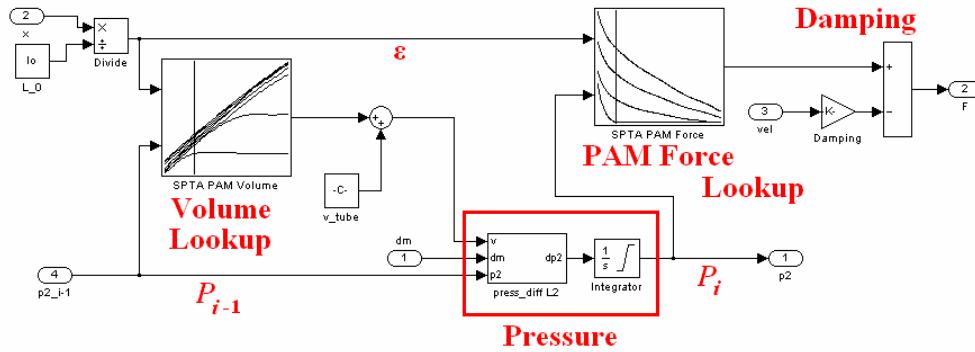 Damping
2
x
×
÷
Divide
lo
L_0
ε
SPTA PAM Volume
Volume
Lookup
+
+
-C-
v_tube
SPTA PAM Force
PAM Force
Lookup
3
vel
-K-
Damping
+
−
2
F
4
p2_i-1
P i-1
dm
1
v
dm
p2
dp2
press_diff L2
1
s
Integrator
Pressure
P i
1
p2